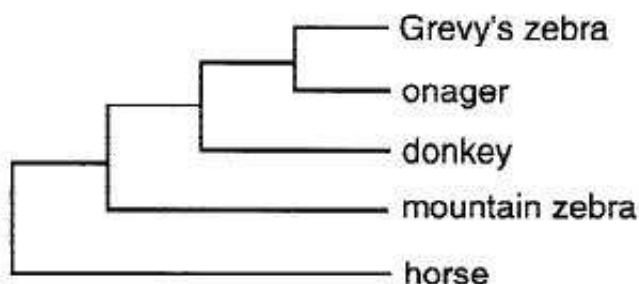 Grevy's zebra
onager
donkey
mountain zebra
horse